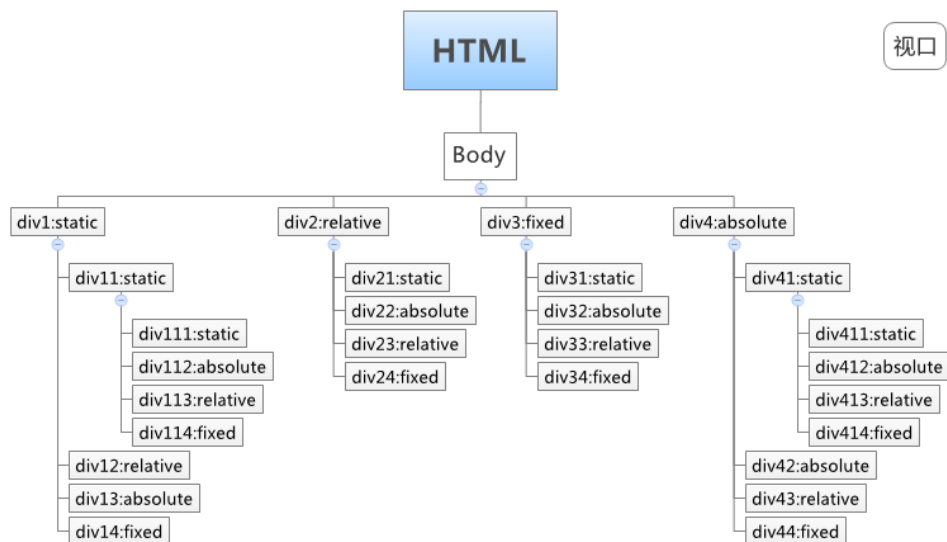 HTML
视口
Body
div1:static
div2:relative
div3:fixed
div4:absolute
div11:static
div21:static
div31:static
div41:static
div22:absolute
div32:absolute
div111:static
div23:relative
div33:relative
div411:static
div112:absolute
div24:fixed
div34:fixed
div412:absolute
div113:relative
div413:relative
div114:fixed
div414:fixed
div12:relative
div42:absolute
div13:absolute
div43:relative
div14:fixed
div44:fixed